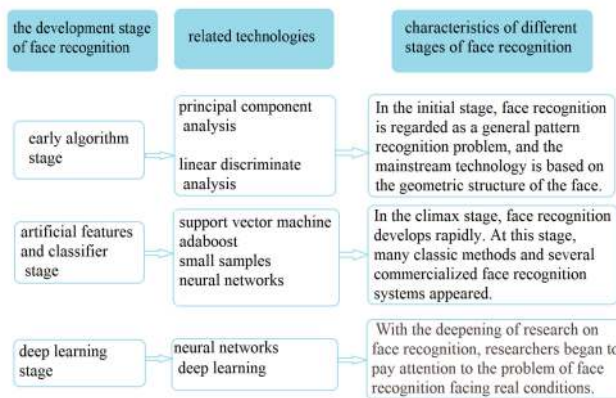 the development stage
of face recognition
related technologies
characteristics of different
stages of face recognition
early algorithm
stage
principal component
analysis
linear discriminate
analysis
In the initial stage, face recognition
is regarded as a general pattern
recognition problem, and the
mainstream technology is based on
the geometric structure of the face.
artificial features
and classifier
stage
support vector machine
adaboost
small samples
neural networks
In the climax stage, face recognition
develops rapidly. At this stage,
many classic methods and several
commercialized face recognition
systems appeared.
deep learning
stage
neural networks
deep learning
With the deepening of research on
face recognition, researchers began to
pay attention to the problem of face
recognition facing real conditions.